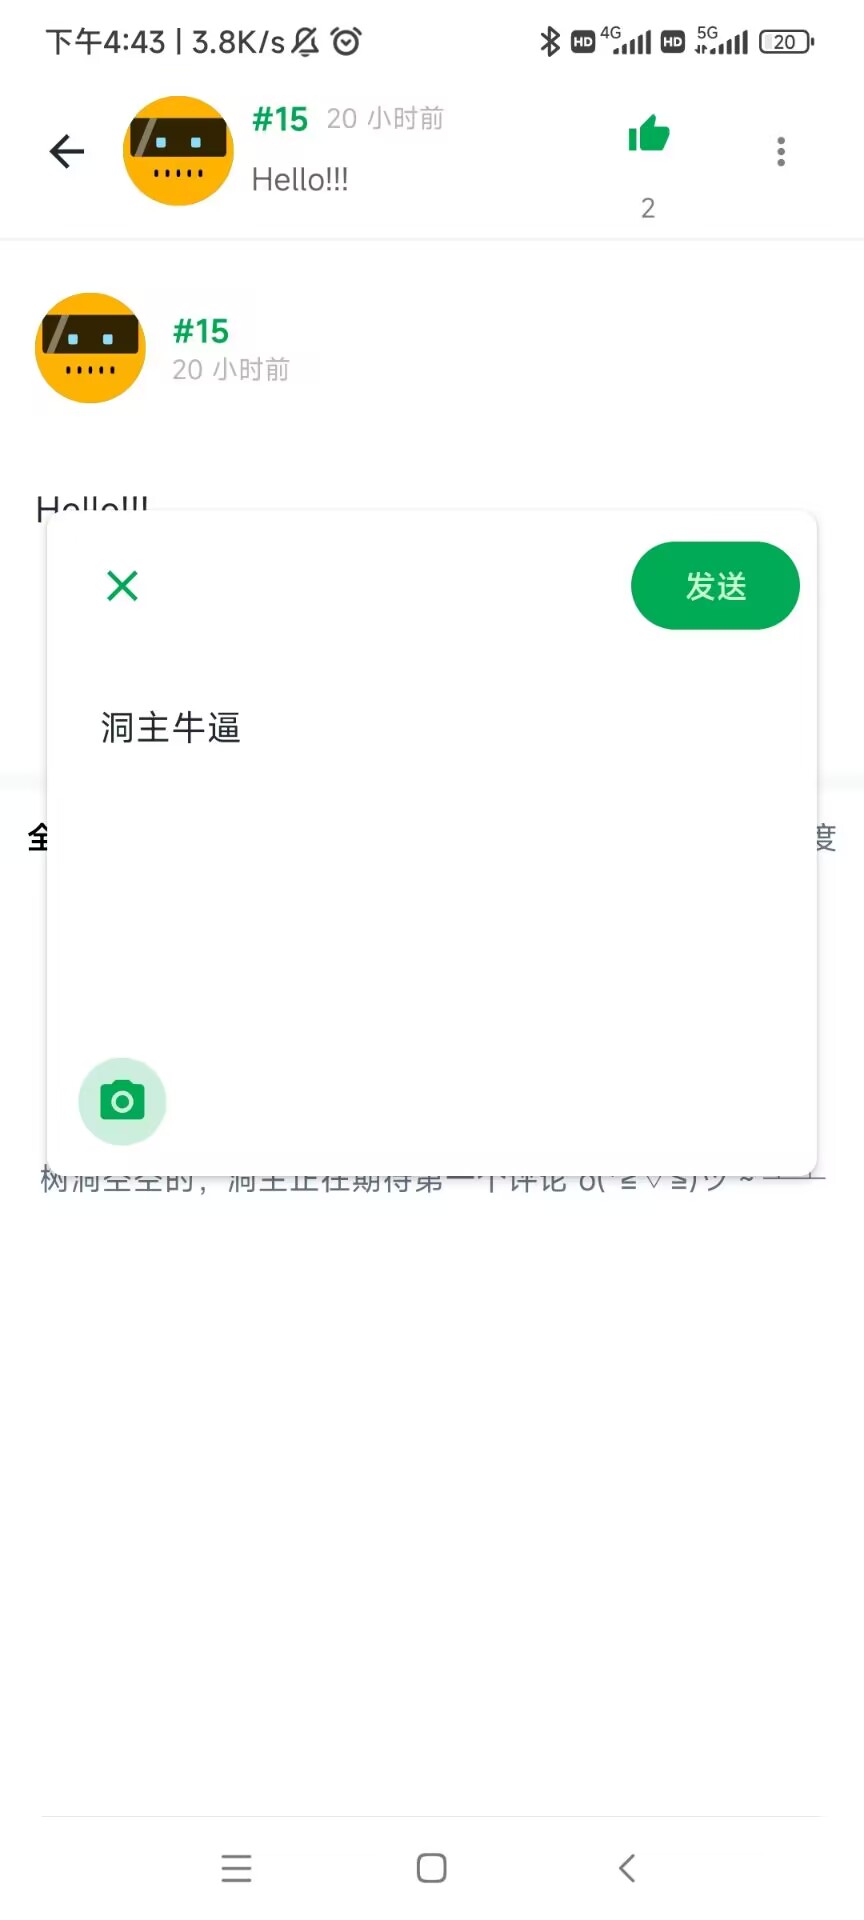 下午4:43 | 3.8K/s
HD 4G HD 5G 20
#15 20 小时前
Hello!!!
2
#15
20 小时前
Hello!!!
发送
洞主牛逼
全
度
树洞空空的，洞主正在期待第一个评论 o(*≧▽≦)ツ ~